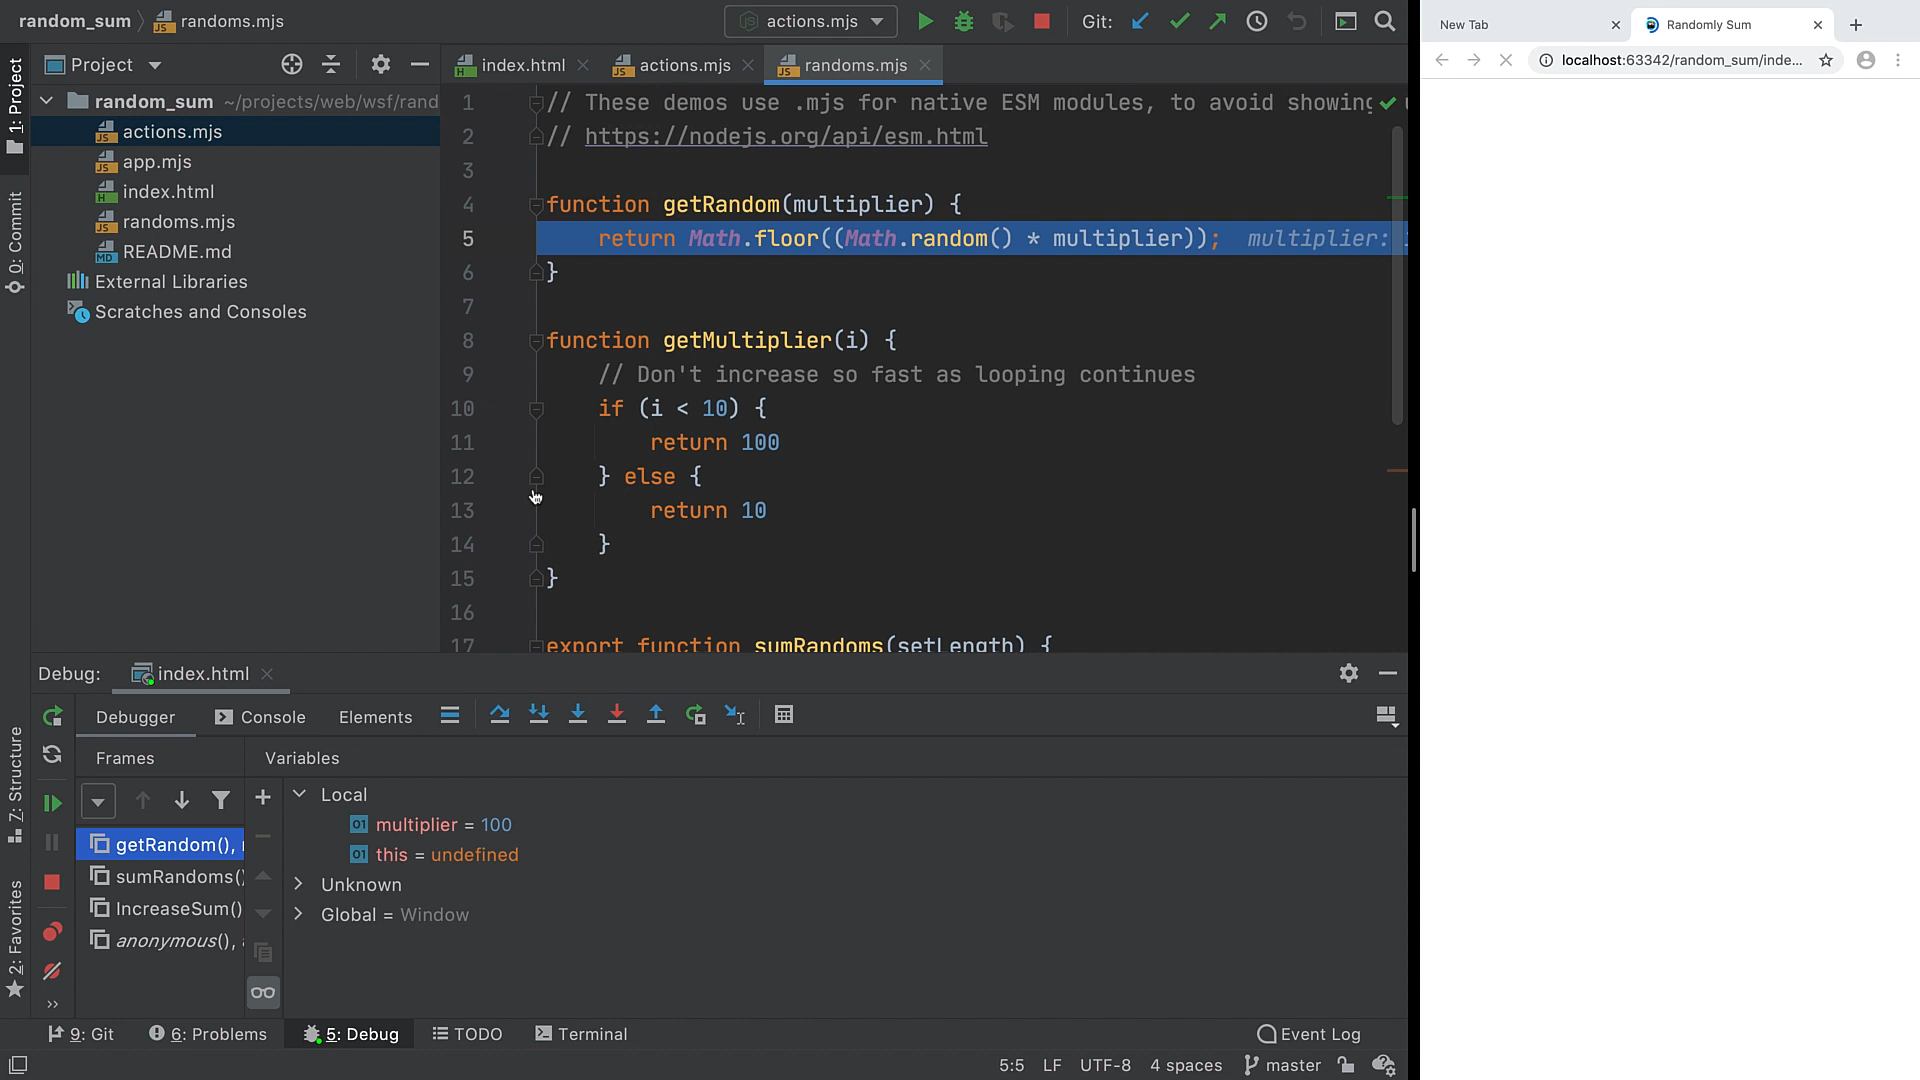 random_sum randoms.mjs
actions.mjs
Git:
Project
index.html
actions.mjs
randoms.mjs
random_sum ~/projects/web/wsf/rand
actions.mjs
app.mjs
index.html
randoms.mjs
README.md
External Libraries
Scratches and Consoles
1: Project
0: Commit
7: Structure
2: Favorites
1 // These demos use .mjs for native ESM modules, to avoid showing
2 // https://nodejs.org/api/esm.html
3
4 function getRandom(multiplier) {
5 return Math.floor((Math.random() * multiplier)); multiplier:
6 }
7
8 function getMultiplier(i) {
9 // Don't increase so fast as looping continues
10 if (i < 10) {
11 return 100
12 } else {
13 return 10
14 }
15 }
16
17 export function sumRandoms(setLength) {
Debug: index.html
Debugger Console Elements
Frames Variables
getRandom(),
sumRandoms()
IncreaseSum()
anonymous(),
Local
01 multiplier = 100
01 this = undefined
Unknown
Global = Window
9: Git 6: Problems 5: Debug TODO Terminal Event Log
5:5 LF UTF-8 4 spaces master
New Tab
Randomly Sum
localhost:63342/random_sum/inde...